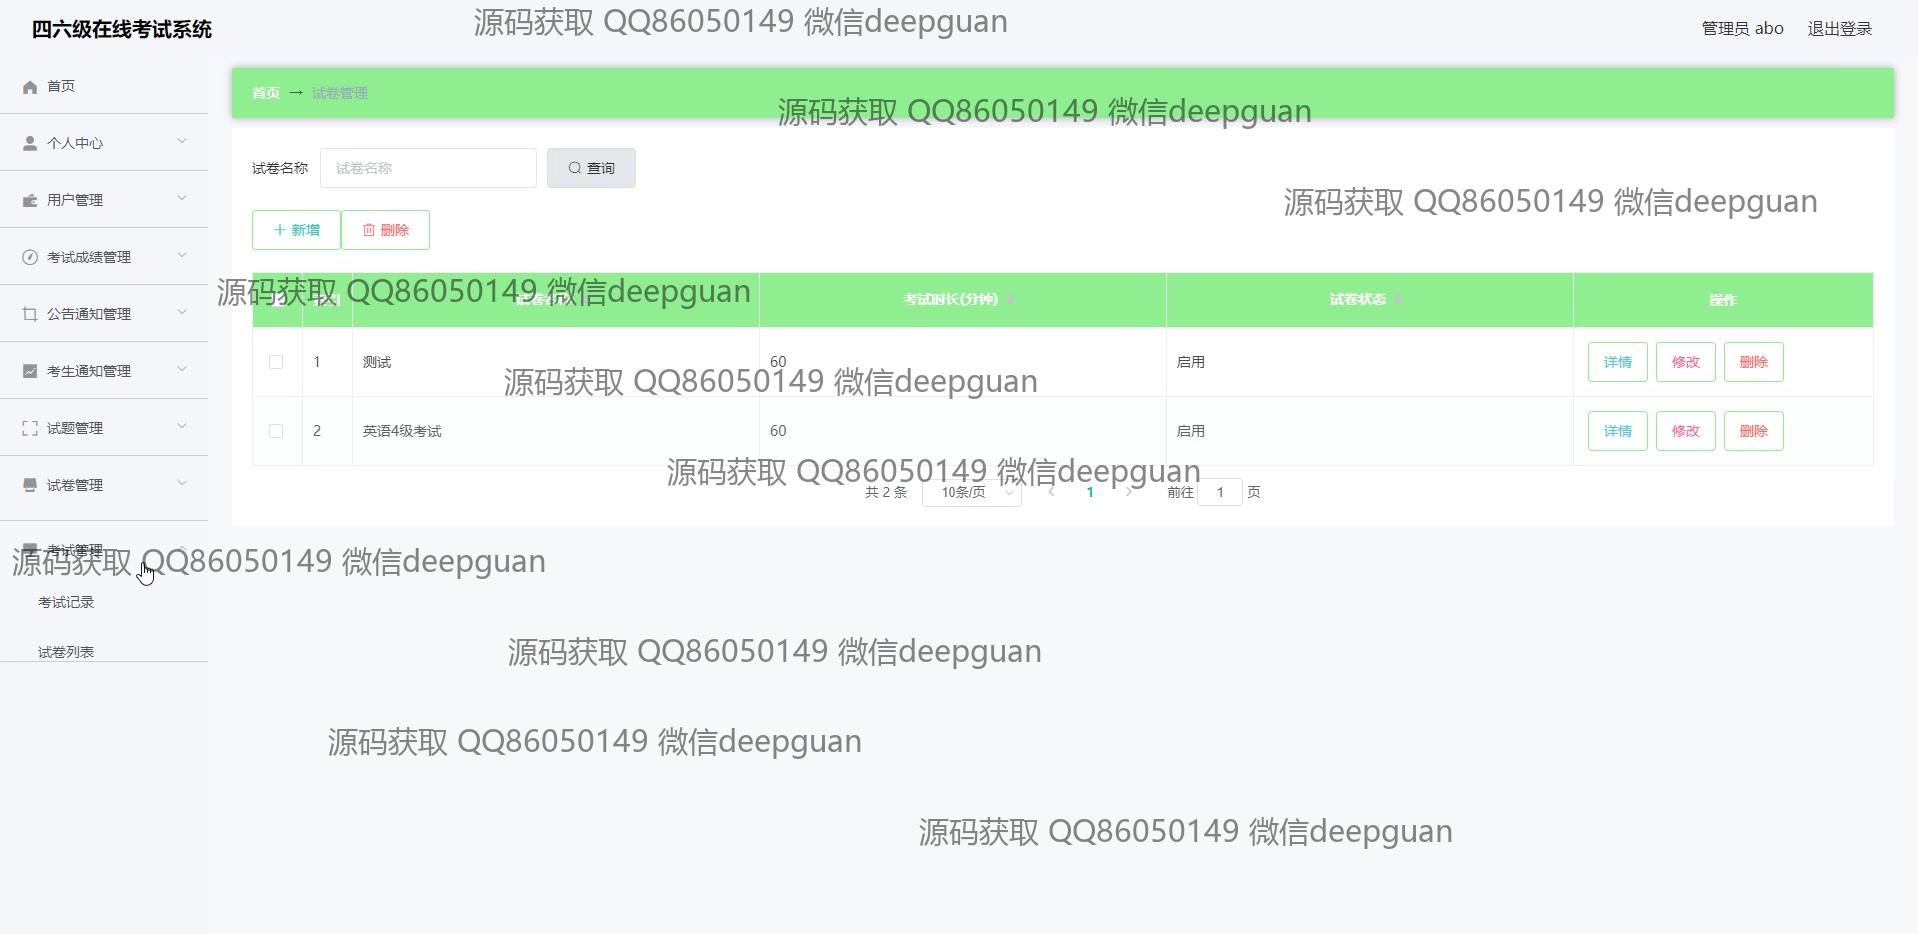 四六级在线考试系统
源码获取 QQ86050149 微信deepguan
管理员 abo 退出登录
首页
个人中心
用户管理
考试成绩管理
公告通知管理
考生通知管理
试题管理
试卷管理
考试管理
考试记录
试卷列表
首页 → 试卷管理
源码获取 QQ86050149 微信deepguan
试卷名称 试卷名称 查询
源码获取 QQ86050149 微信deepguan
新增 删除
源码获取 QQ86050149 微信deepguan
考试时长(分钟) 试卷状态 操作
1 测试 60 启用 详情 修改 删除
源码获取 QQ86050149 微信deepguan
2 英语4级考试 60 启用 详情 修改 删除
源码获取 QQ86050149 微信deepguan
共 2 条 10条/页 1 前往 1 页
源码获取 QQ86050149 微信deepguan
源码获取 QQ86050149 微信deepguan
源码获取 QQ86050149 微信deepguan
源码获取 QQ86050149 微信deepguan